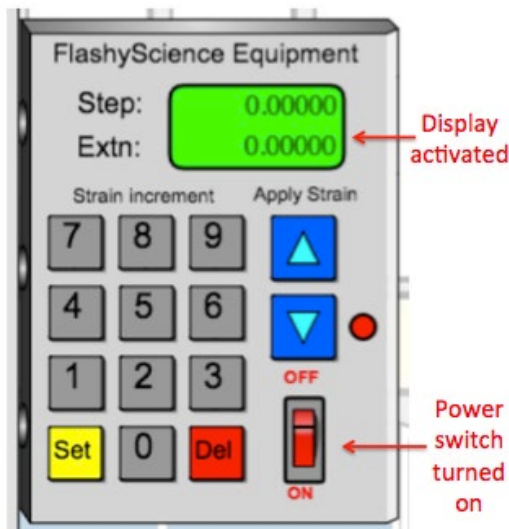 FlashyScience Equipment
Step: 0.00000
Extn: 0.00000
Display
activated
Strain increment Apply Strain
7 8 9
4 5 6
OFF
1 2 3
Set 0 Del
ON
Power
switch
turned
on